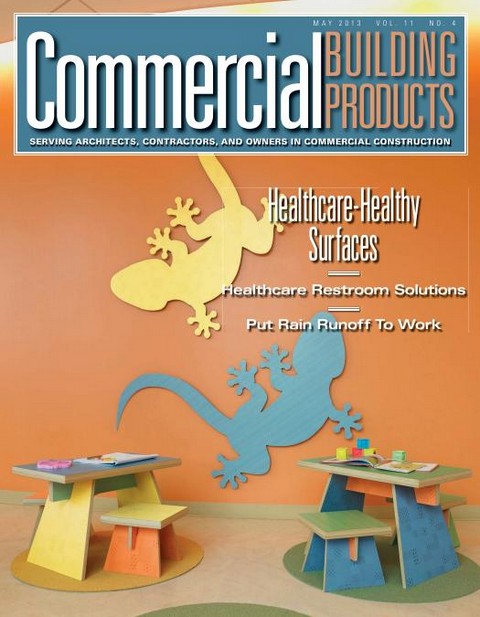 MAY 2013 VOL. 11 NO. 4
Commercial
BUILDING
PRODUCTS
SERVING ARCHITECTS, CONTRACTORS, AND OWNERS IN COMMERCIAL CONSTRUCTION
Healthcare-Healthy
Surfaces
Healthcare Restroom Solutions
Put Rain Runoff To Work